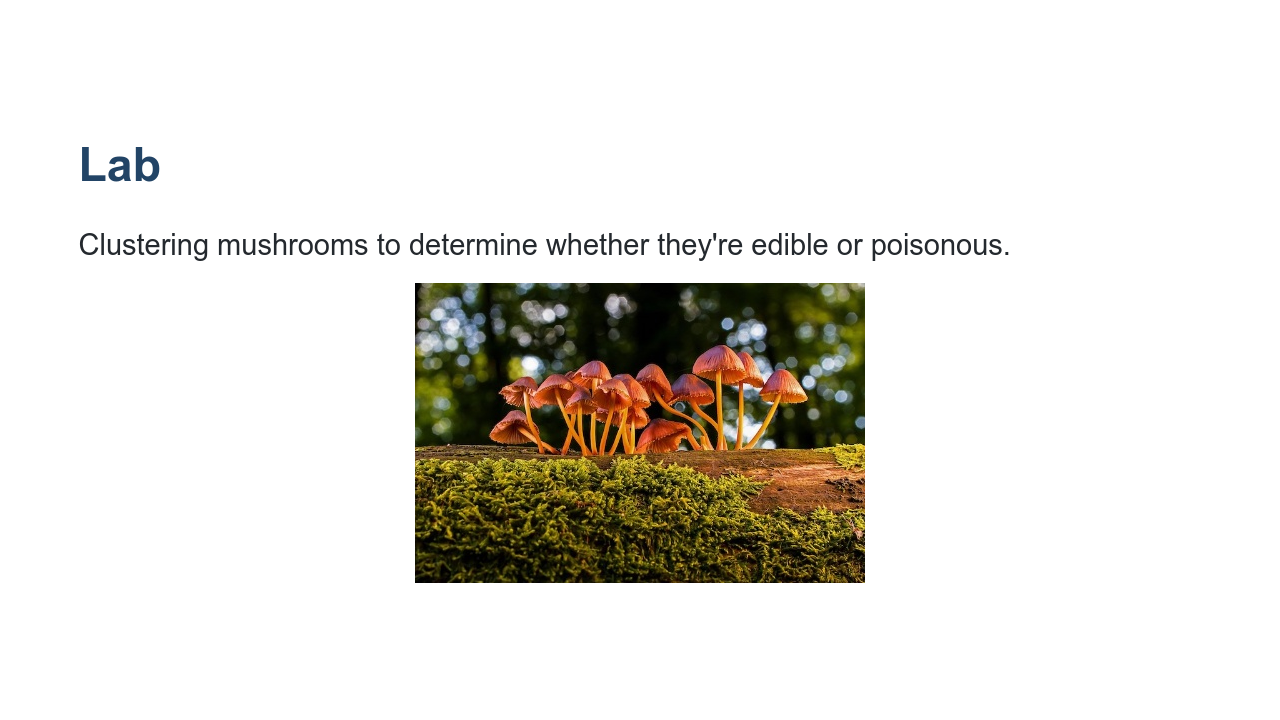 Lab
Clustering mushrooms to determine whether they're edible or poisonous.